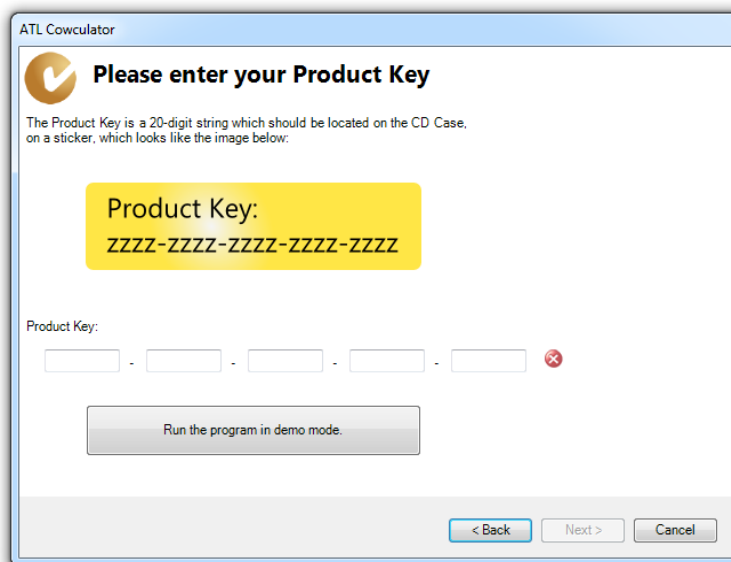 ATL Cowculator
Please enter your Product Key
The Product Key is a 20-digit string which should be located on the CD Case,
on a sticker, which looks like the image below:
Product Key:
zzzz-zzzz-zzzz-zzzz-zzzz
Product Key:
- - - -
Run the program in demo mode.
< Back Next > Cancel